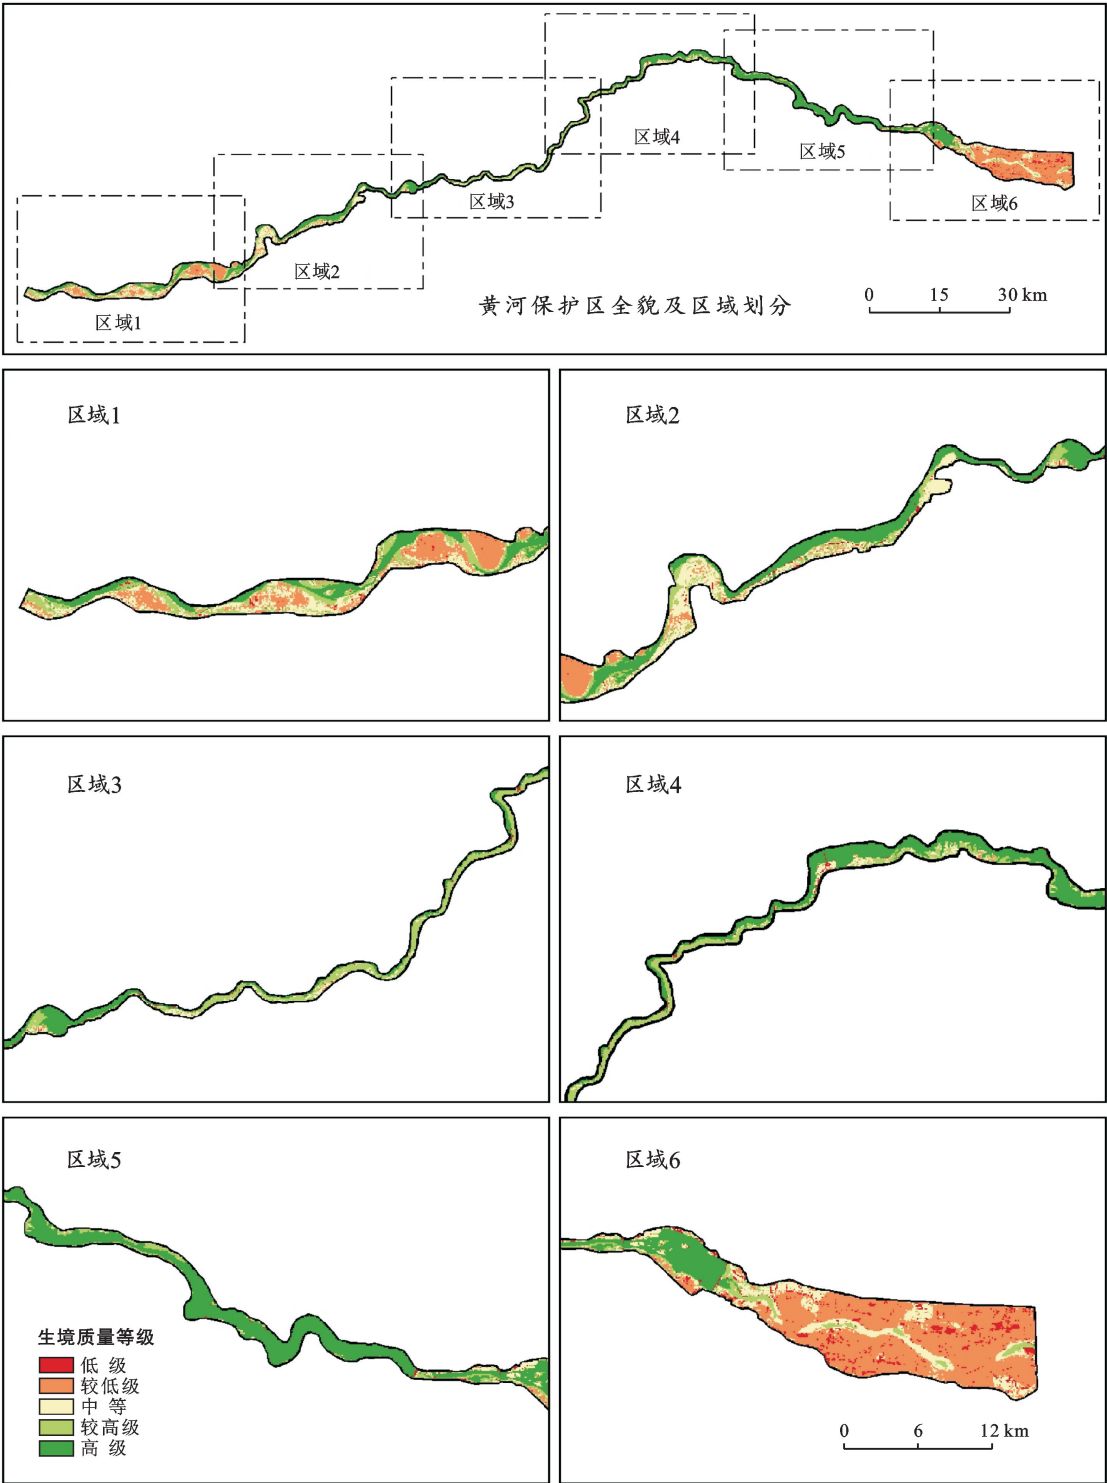 区域4
区域5
区域3
区域6
区域2
黄河保护区全貌及区域划分
0 15 30 km
区域1
区域1
区域2
区域3
区域4
区域5
区域6
生境质量等级
低 级
较低级
中 等
较高级
高 级
0 6 12 km